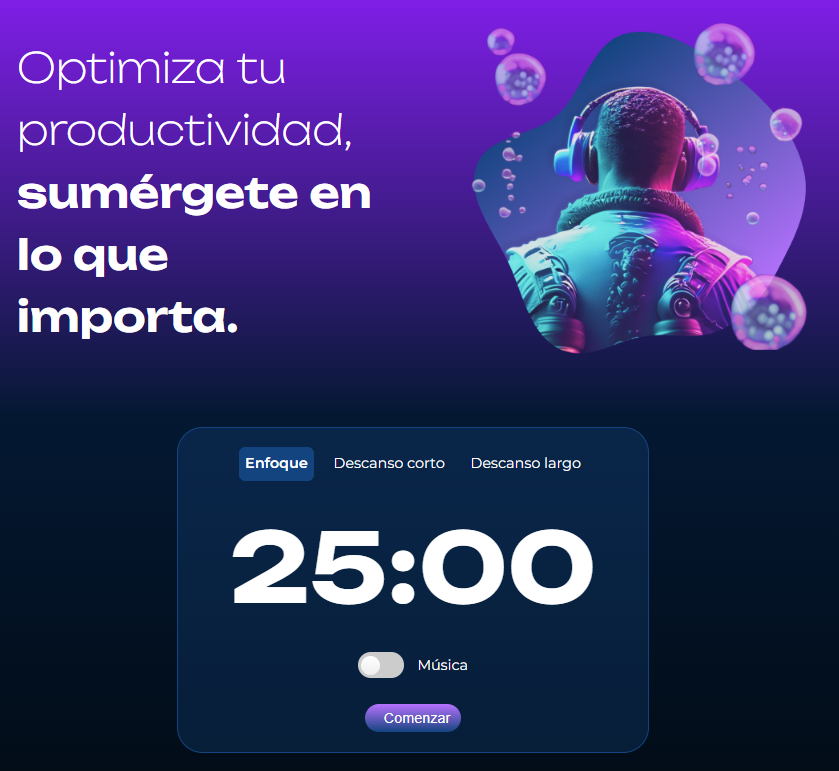 Optimiza tu
productividad,
sumérgete en
lo que
importa.
Enfoque Descanso corto Descanso largo
25:00
Música
Comenzar